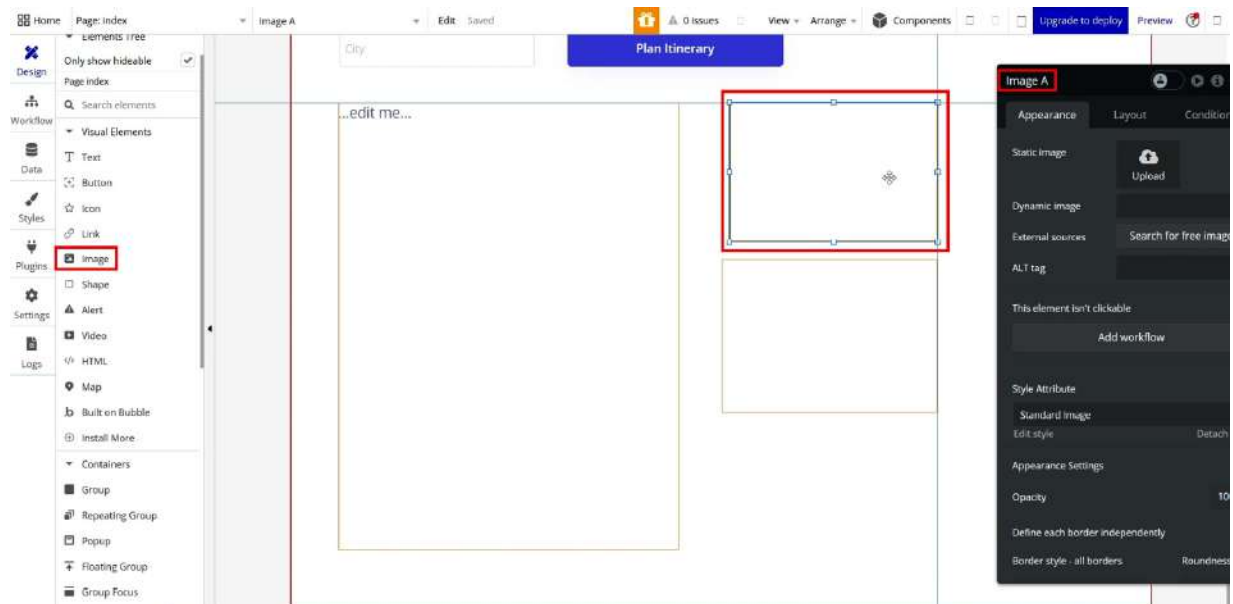 Home Page: index Image A Edit Saved 0 issues View Arrange Components Upgrade to deploy Preview
Elements Tree
Only show hideable
Page index
Search elements
Visual Elements
Text
Button
Icon
Link
Image
Shape
Alert
Video
HTML
Map
Built on Bubble
Install More
Containers
Group
Repeating Group
Popup
Floating Group
Group Focus
Design
Workflow
Data
Styles
Plugins
Settings
Logs
City
Plan Itinerary
...edit me...
Image A
Appearance Layout Condition
Static image
Upload
Dynamic image
External sources Search for free image
ALT tag
This element isn't clickable
Add workflow
Style Attribute
Standard Image
Edit style Detach
Appearance Settings
Opacity 10
Define each border independently
Border style - all borders Roundness